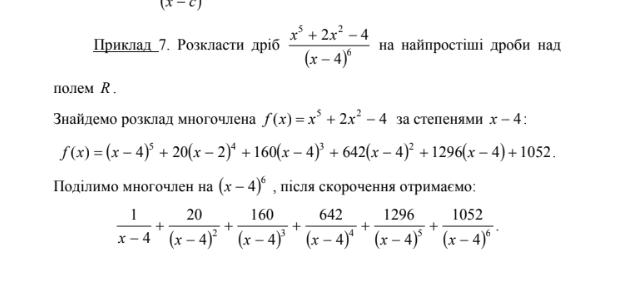 (x – c)
Приклад 7. Розкласти дріб \frac{x^5 + 2x^2 - 4}{(x - 4)^6} на найпростіші дроби над
полем R.
Знайдемо розклад многочлена f(x) = x^5 + 2x^2 – 4 за степенями x – 4:
f(x) = (x – 4)^5 + 20(x – 2)^4 + 160(x – 4)^3 + 642(x – 4)^2 + 1296(x – 4) + 1052.
Поділимо многочлен на (x – 4)^6 , після скорочення отримаємо:
\frac{1}{x - 4} + \frac{20}{(x - 4)^2} + \frac{160}{(x - 4)^3} + \frac{642}{(x - 4)^4} + \frac{1296}{(x - 4)^5} + \frac{1052}{(x - 4)^6}.